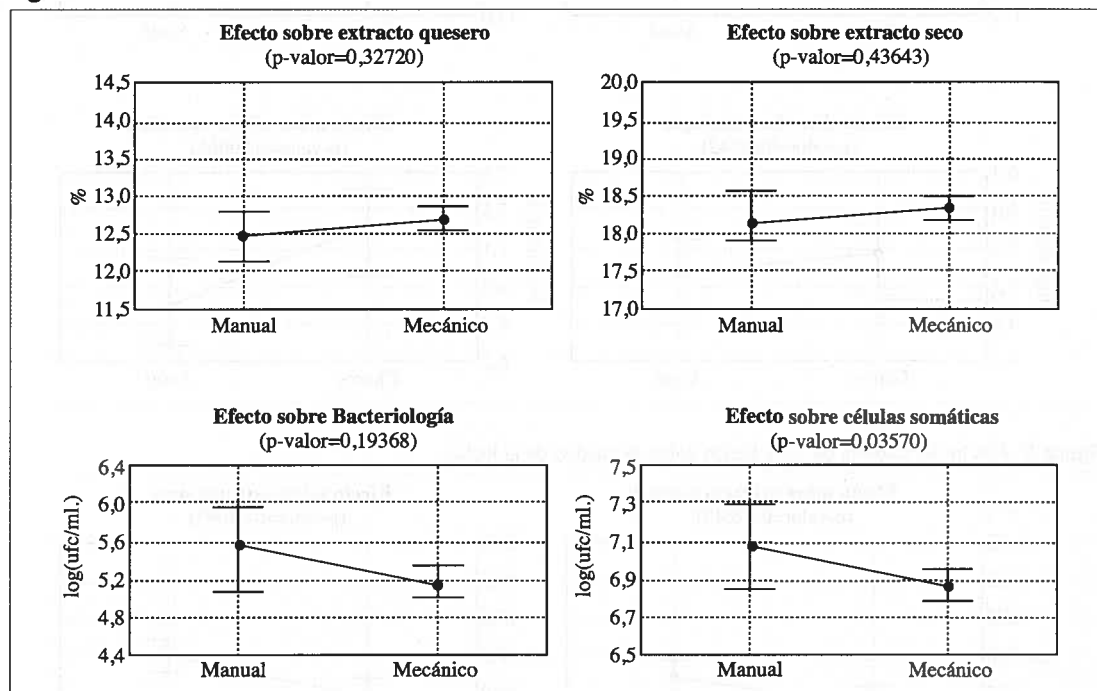 Efecto sobre extracto quesero
(p-valor=0,32720)
14,5
14,0
13,5
13,0
12,5
12,0
11,5
%
Manual
Mecánico
Efecto sobre extracto seco
(p-valor=0,43643)
20,0
19,5
19,0
18,5
18,0
17,5
17,0
%
Manual
Mecánico
Efecto sobre Bacteriología
(p-valor=0,19368)
6,4
6,0
5,6
5,2
4,8
4,4
log(ufc/ml.)
Manual
Mecánico
Efecto sobre células somáticas
(p-valor=0,03570)
7,5
7,3
7,1
6,9
6,7
6,5
log(ufc/ml.)
Manual
Mecánico